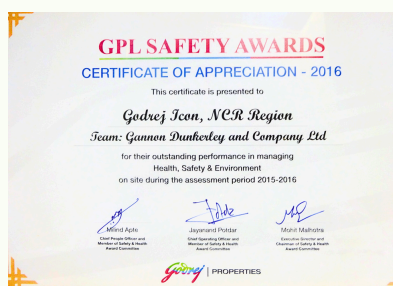 GPL SAFETY AWARDS
CERTIFICATE OF APPRECIATION - 2016
This certificate is presented to
Godrej Icon, NCR Region
Team: Gannon Dunkerley and Company Ltd
for their outstanding performance in managing
Health, Safety & Environment
on site during the assessment period 2015-2016
Milind Apte
Chief People Officer and
Member of Safety & Health
Award Committee
Jayanand Potdar
Chief Operating Officer and
Member of Safety & Health
Award Committee
Mohit Malhotra
Executive Director and
Chairman of Safety & Health
Award Committee
Godrej | PROPERTIES